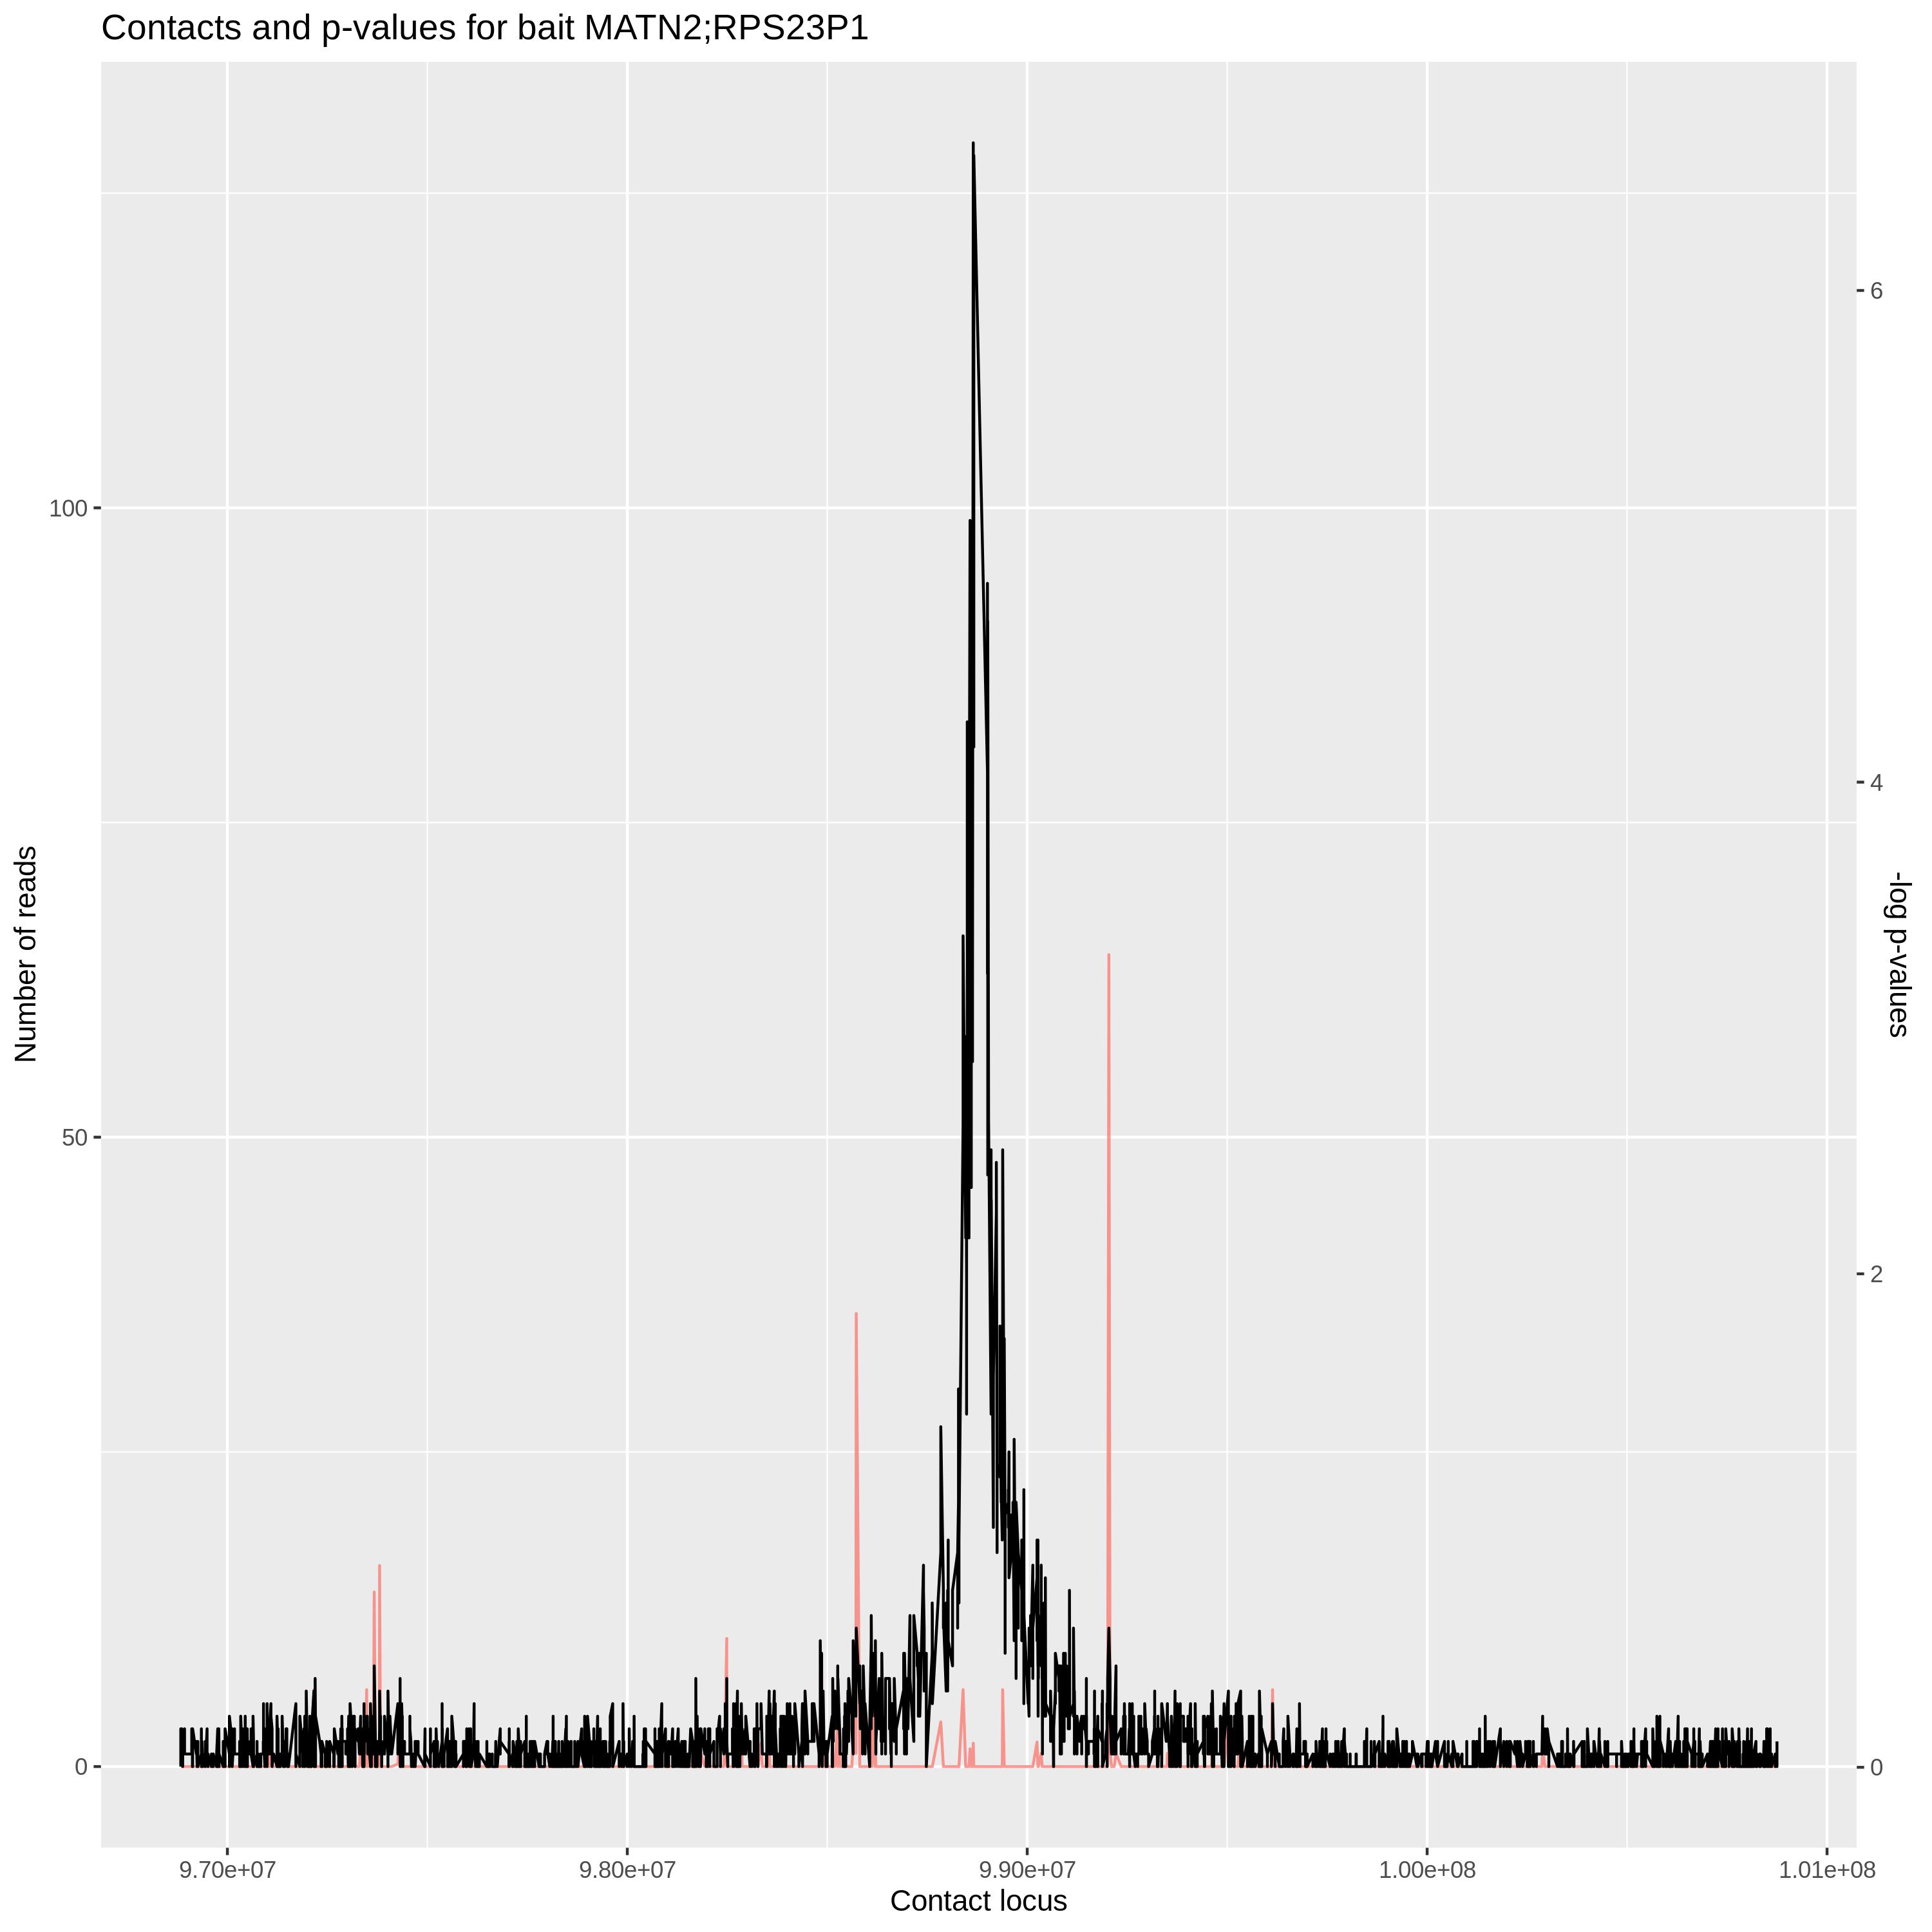 Contacts and p-values for bait MATN2;RPS23P1
100
50
0
Number of reads
6
4
2
0
-log p-values
9.70e+07
9.80e+07
9.90e+07
1.00e+08
1.01e+08
Contact locus